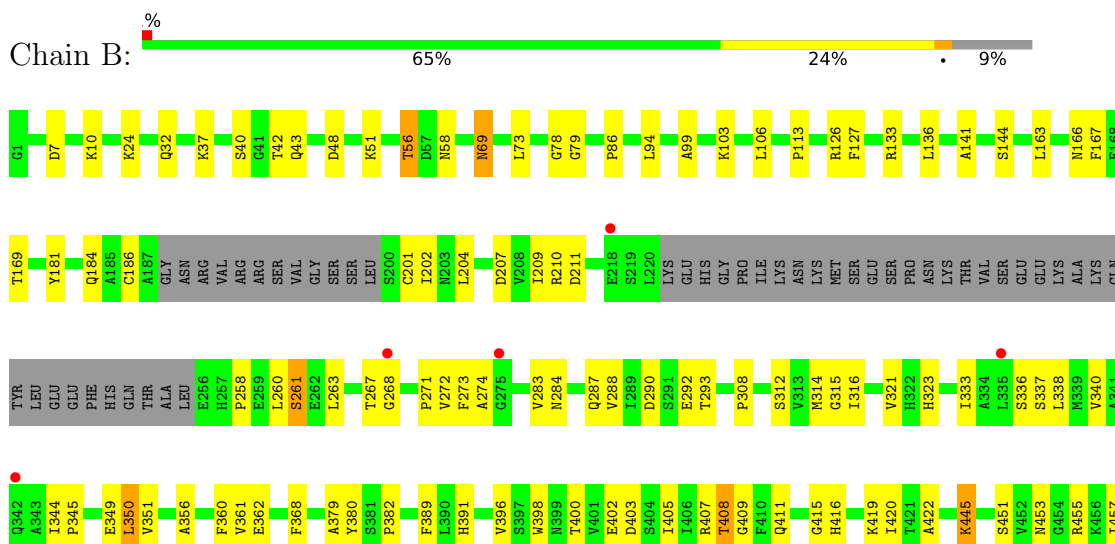 .%
Chain B:
65% 24% • 9%
G1 D7 K10 K24 Q32 K37 S40 G41 T42 Q43 D48 K51 T56 D57 N58 N69 L73 G78 G79 P86 L94 A99 K103 L106 P113 R126 F127 R133 L136 A141 S144 L163 N166 F167 E168
T169 Y181 Q184 A185 C186 A187 GLY ASN ARG VAL ARG ARG SER VAL GLY SER SER LEU S200 C201 I202 N203 L204 D207 V208 I209 R210 D211 E218 S219 L220 LYS GLU HIS GLY PRO ILE LYS ASN LYS MET SER GLU SER PRO ASN LYS THR VAL SER GLU GLU LYS ALA LYS GLN
TYR LEU GLU GLU PHE HIS GLN THR ALA LEU E256 H257 P258 E259 L260 S261 E262 L263 T267 G268 P271 V272 F273 A274 G275 V283 N284 Q287 V288 I289 D290 S291 E292 T293 P308 S312 V313 M314 G315 I316 V321 H322 H323 I333 A334 L335 S336 S337 L338 M339 V340 A341
Q342 A343 I344 P345 E349 L350 V351 A356 F360 V361 E362 F368 A379 Y380 S381 P382 F389 L390 H391 V396 S397 W398 N399 T400 V401 E402 D403 S404 I405 I406 R407 T408 G409 F410 Q411 G415 H416 K419 I420 T421 A422 K445 S451 V452 N453 G454 R455 K456 L457